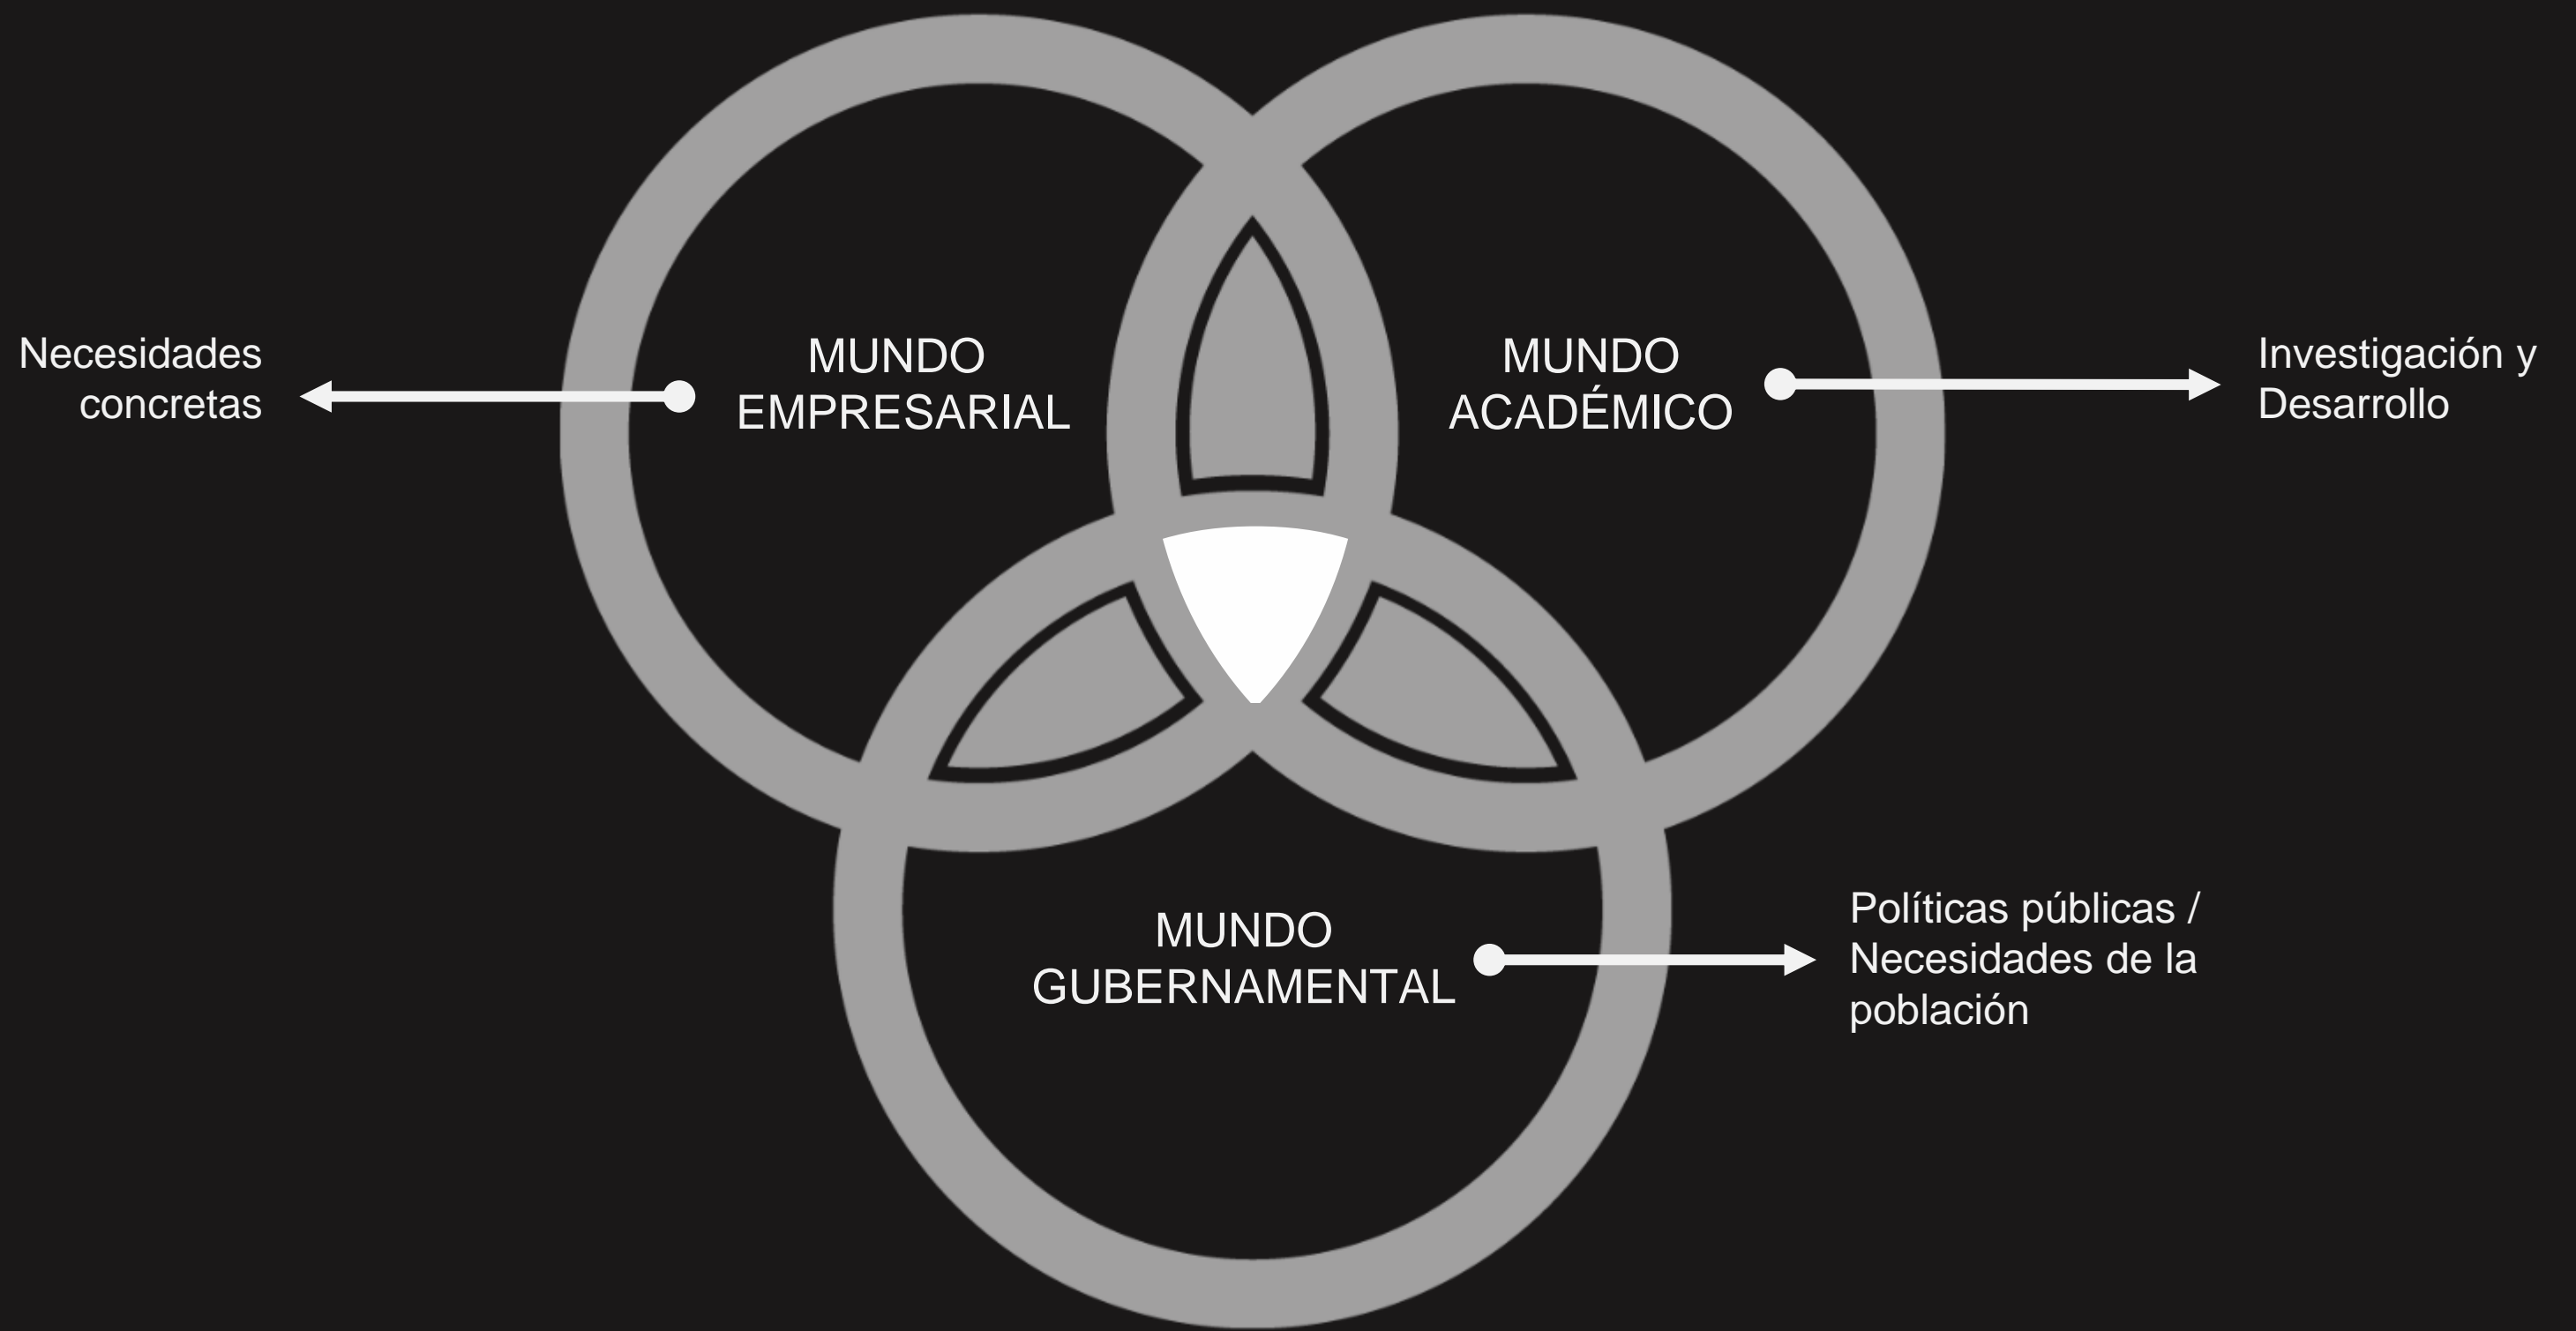 Necesidades
concretas
MUNDO
EMPRESARIAL
MUNDO
ACADÉMICO
Investigación y
Desarrollo
MUNDO
GUBERNAMENTAL
Políticas públicas /
Necesidades de la
población